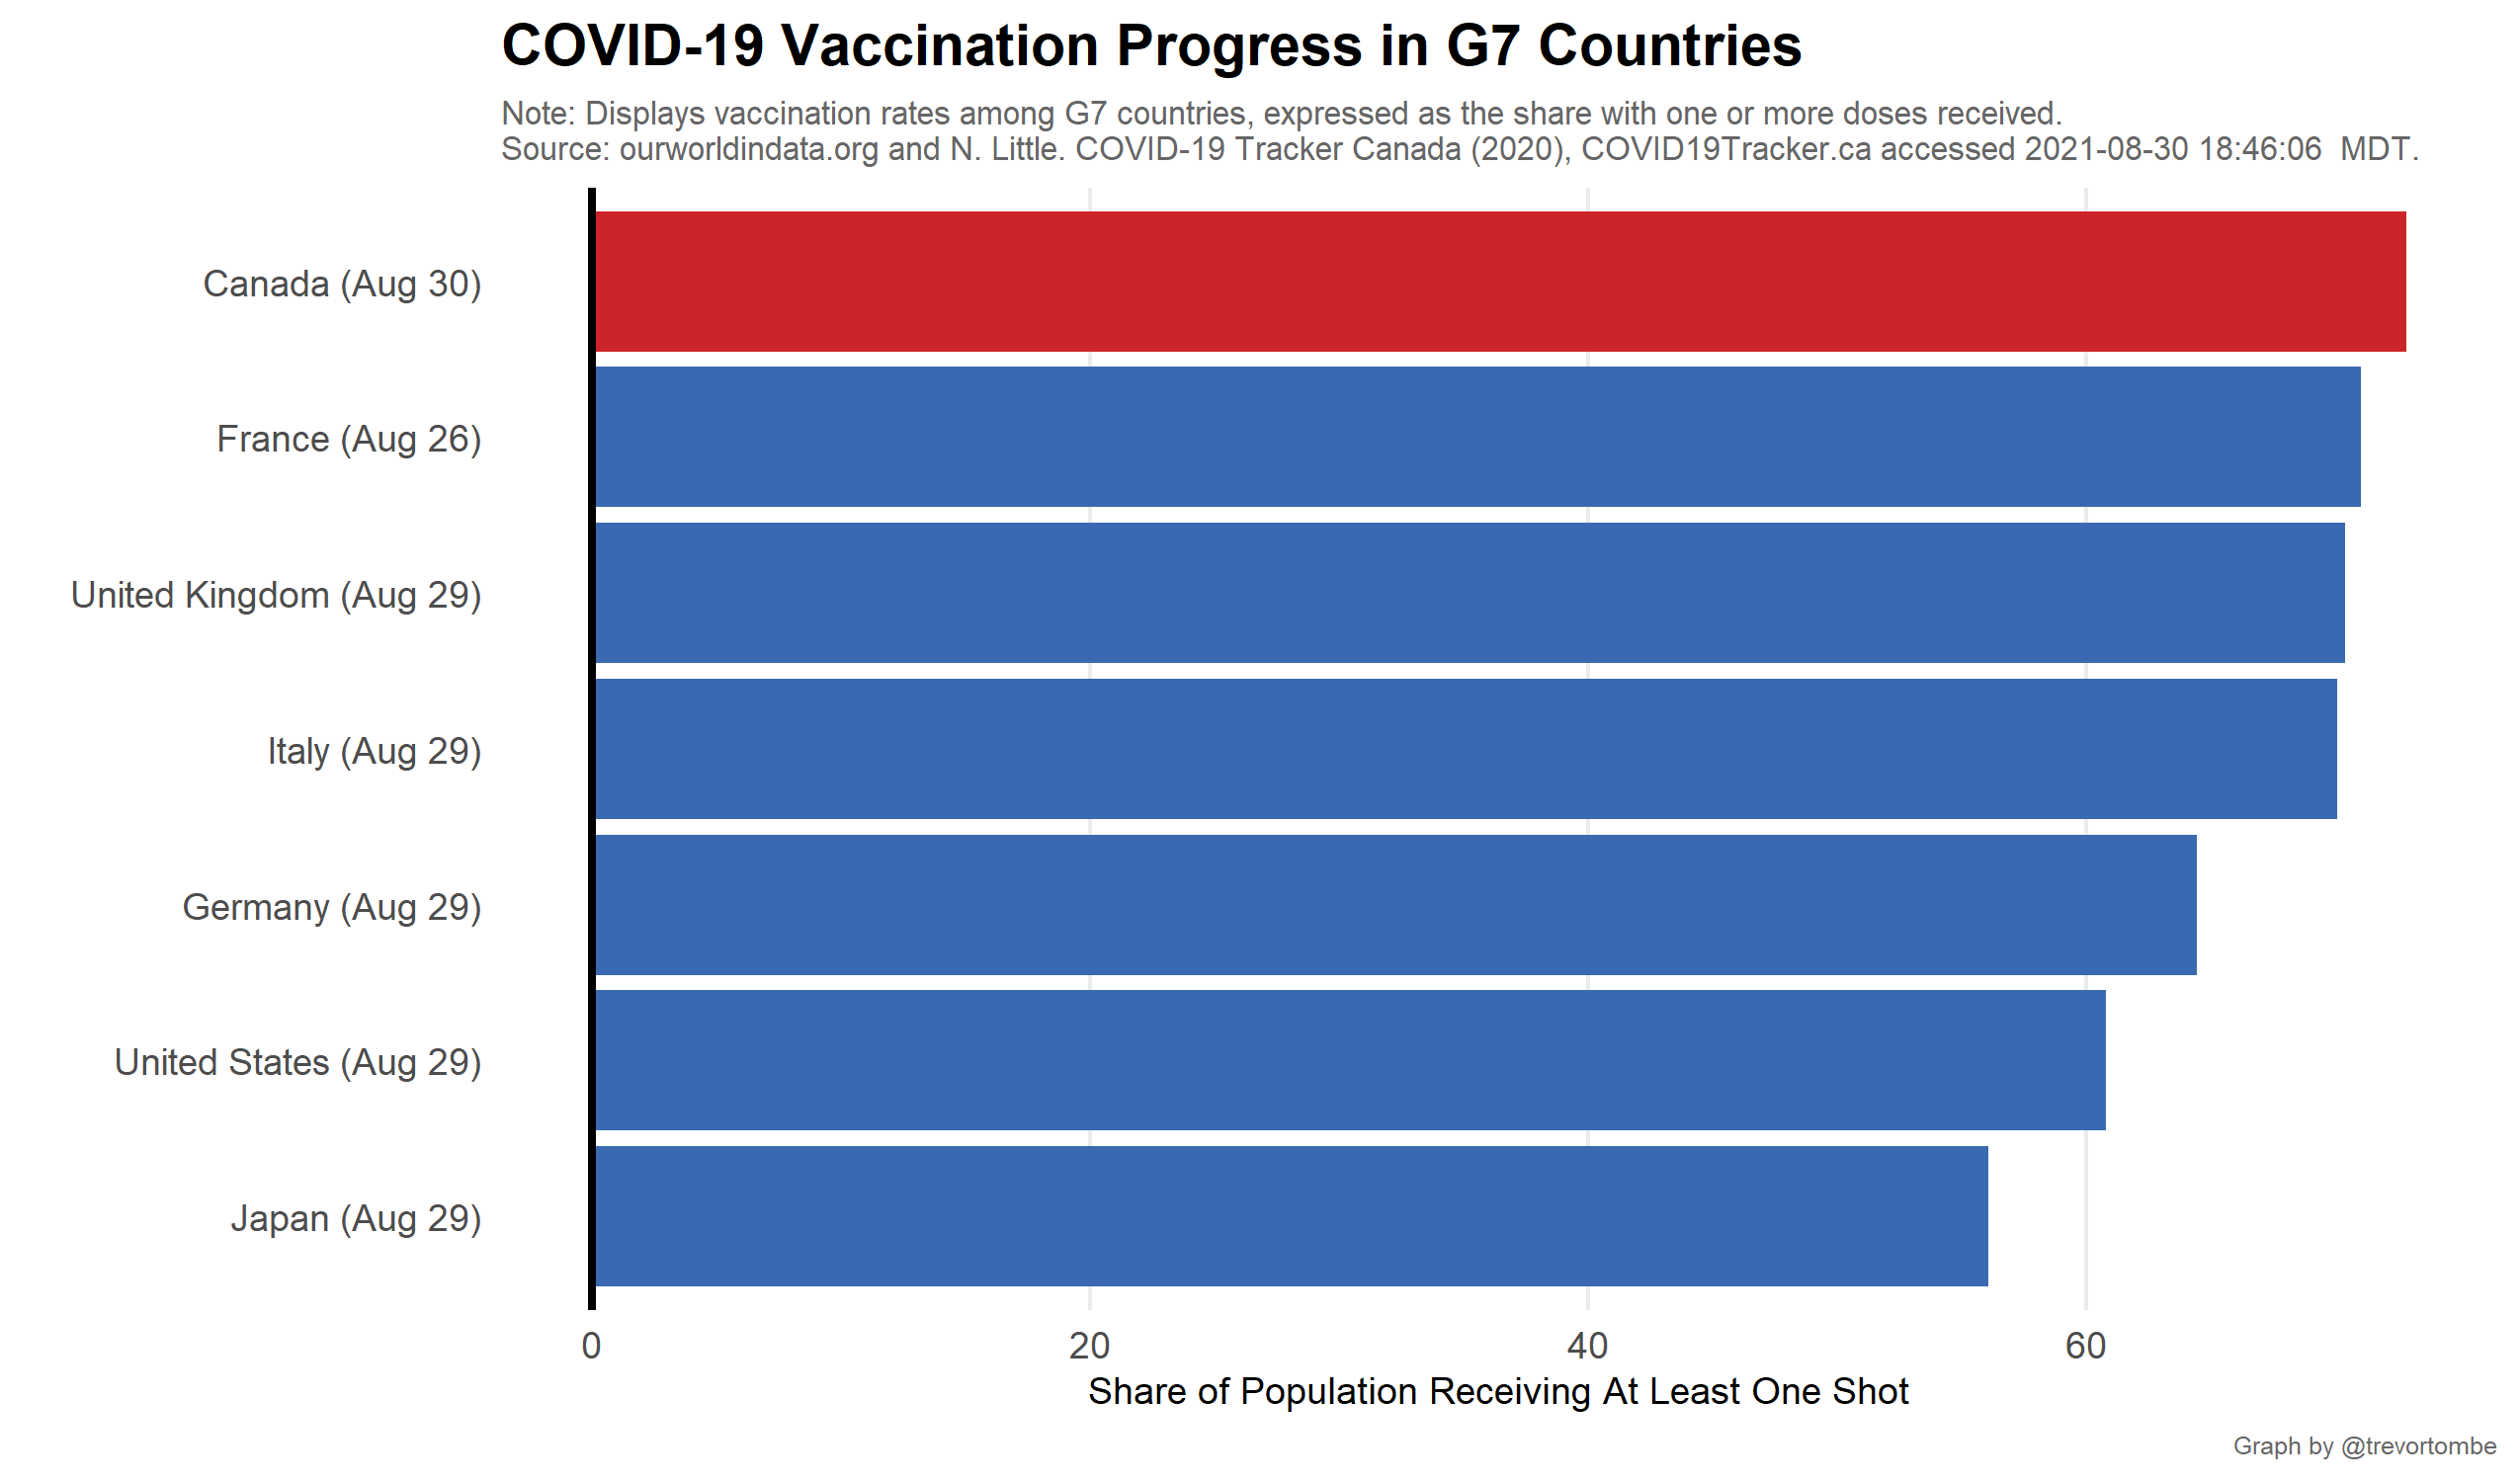 COVID-19 Vaccination Progress in G7 Countries
Note: Displays vaccination rates among G7 countries, expressed as the share with one or more doses received.
Source: ourworldindata.org and N. Little. COVID-19 Tracker Canada (2020), COVID19Tracker.ca accessed 2021-08-30 18:46:06  MDT.
Canada (Aug 30)
France (Aug 26)
United Kingdom (Aug 29)
Italy (Aug 29)
Germany (Aug 29)
United States (Aug 29)
Japan (Aug 29)
0 20 40 60
Share of Population Receiving At Least One Shot
Graph by @trevortombe